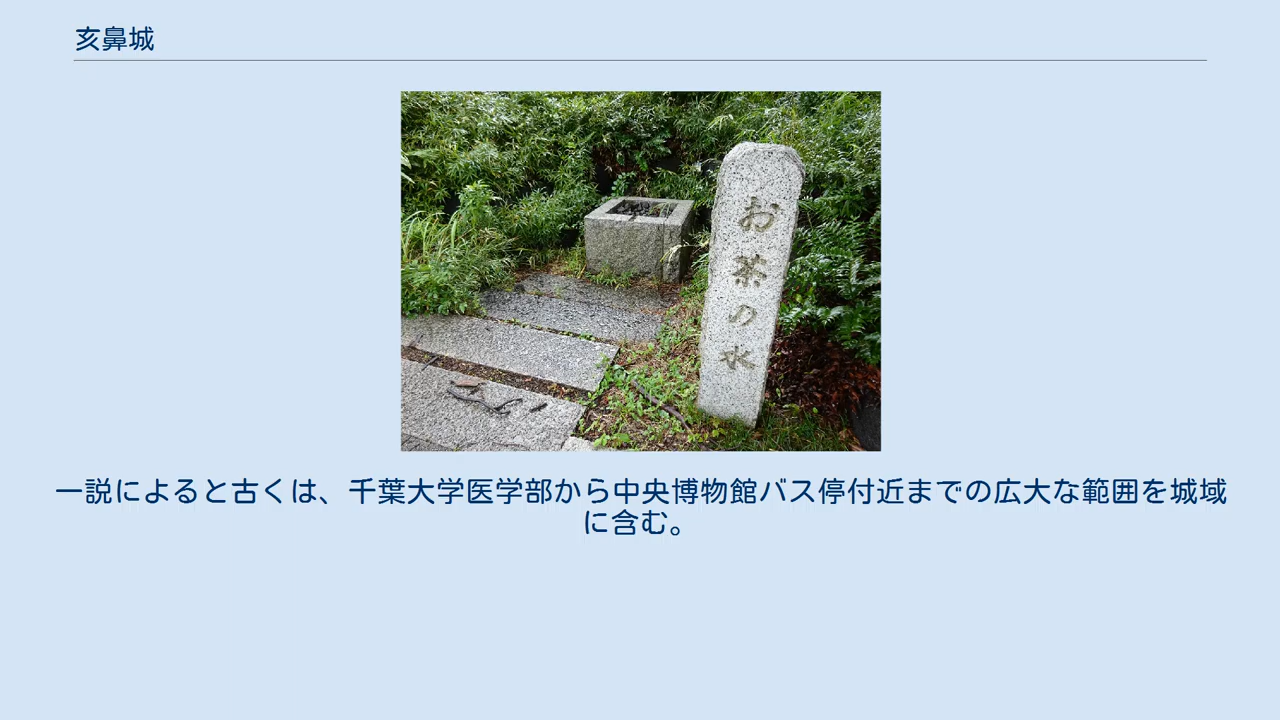 亥鼻城
お茶の水
一説によると古くは、千葉大学医学部から中央博物館バス停付近までの広大な範囲を城域
に含む。